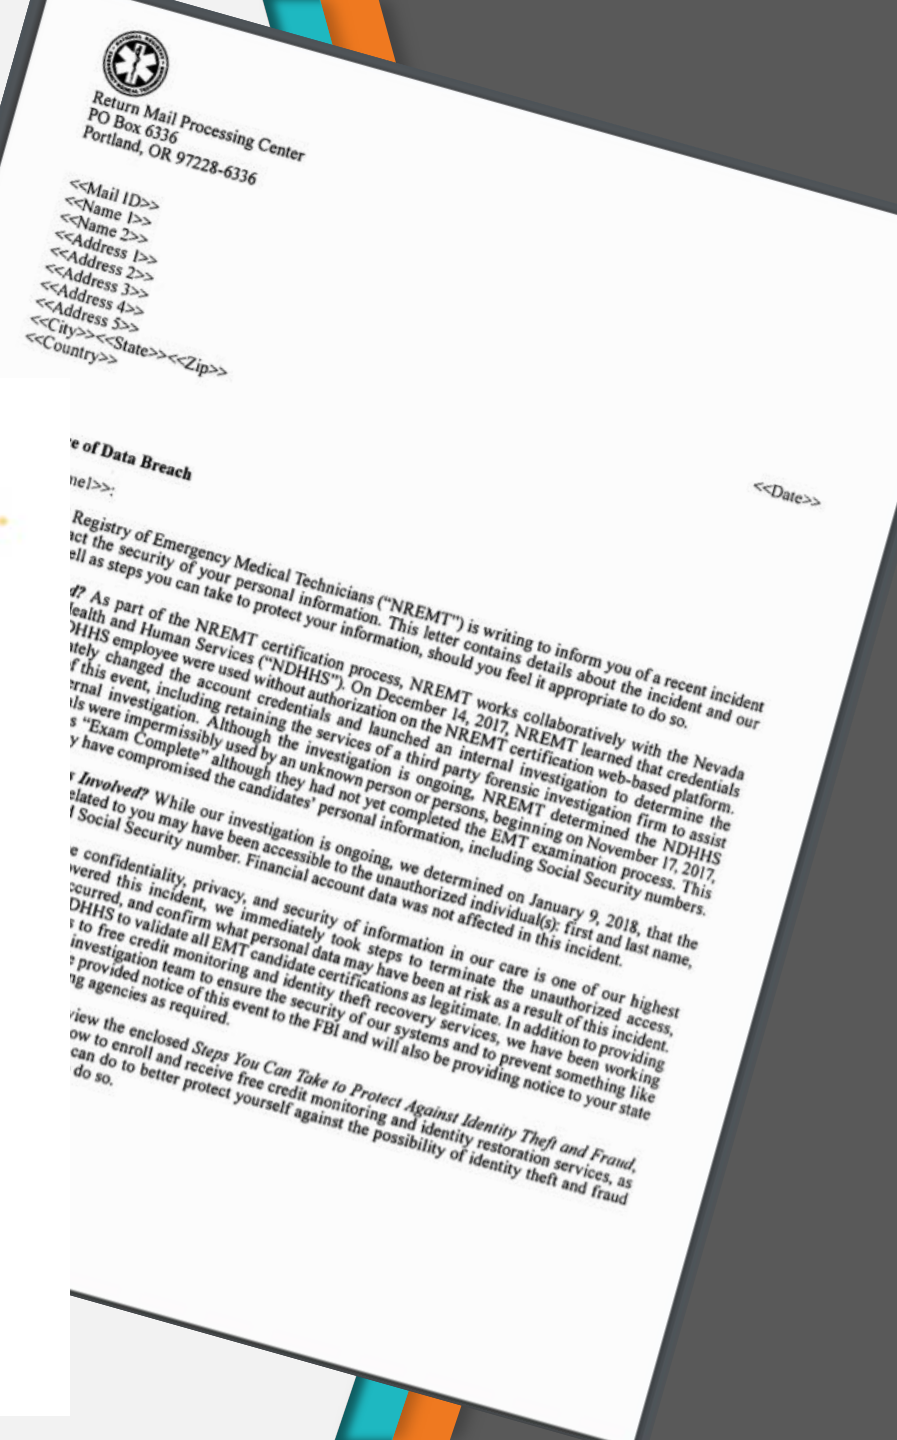 Return Mail Processing Center
PO Box 6336
Portland, OR 97228-6336
<<Mail ID>>
<<Name 1>>
<<Name 2>>
<<Address 1>>
<<Address 2>>
<<Address 3>>
<<Address 4>>
<<Address 5>>
<<City>><<State>><<Zip>>
<<Country>>
<<Date>>
e of Data Breach
me1>>:
Registry of Emergency Medical Technicians (“NREMT”) is writing to inform you of a recent incident
act the security of your personal information. This letter contains details about the incident and our
ell as steps you can take to protect your information, should you feel it appropriate to do so.
d? As part of the NREMT certification process, NREMT works collaboratively with the Nevada
ealth and Human Services (“NDHHS”). On December 14, 2017, NREMT learned that credentials
DHHS employee were used without authorization on the NREMT certification web-based platform.
ately changed the account credentials and launched an internal investigation to determine the
f this event, including retaining the services of a third party forensic investigation firm to assist
ernal investigation. Although the investigation is ongoing, NREMT determined the NDHHS
ls were impermissibly used by an unknown person or persons, beginning on November 17, 2017,
s “Exam Complete” although they had not yet completed the EMT examination process. This
y have compromised the candidates’ personal information, including Social Security numbers.
s Involved? While our investigation is ongoing, we determined on January 9, 2018, that the
elated to you may have been accessible to the unauthorized individual(s): first and last name,
d Social Security number. Financial account data was not affected in this incident.
e confidentiality, privacy, and security of information in our care is one of our highest
vered this incident, we immediately took steps to terminate the unauthorized access,
ccurred, and confirm what personal data may have been at risk as a result of this incident.
DHHS to validate all EMT candidate certifications as legitimate. In addition to providing
s to free credit monitoring and identity theft recovery services, we have been working
investigation team to ensure the security of our systems and to prevent something like
e provided notice of this event to the FBI and will also be providing notice to your state
ng agencies as required.
view the enclosed Steps You Can Take to Protect Against Identity Theft and Fraud,
ow to enroll and receive free credit monitoring and identity restoration services, as
can do to better protect yourself against the possibility of identity theft and fraud
do so.